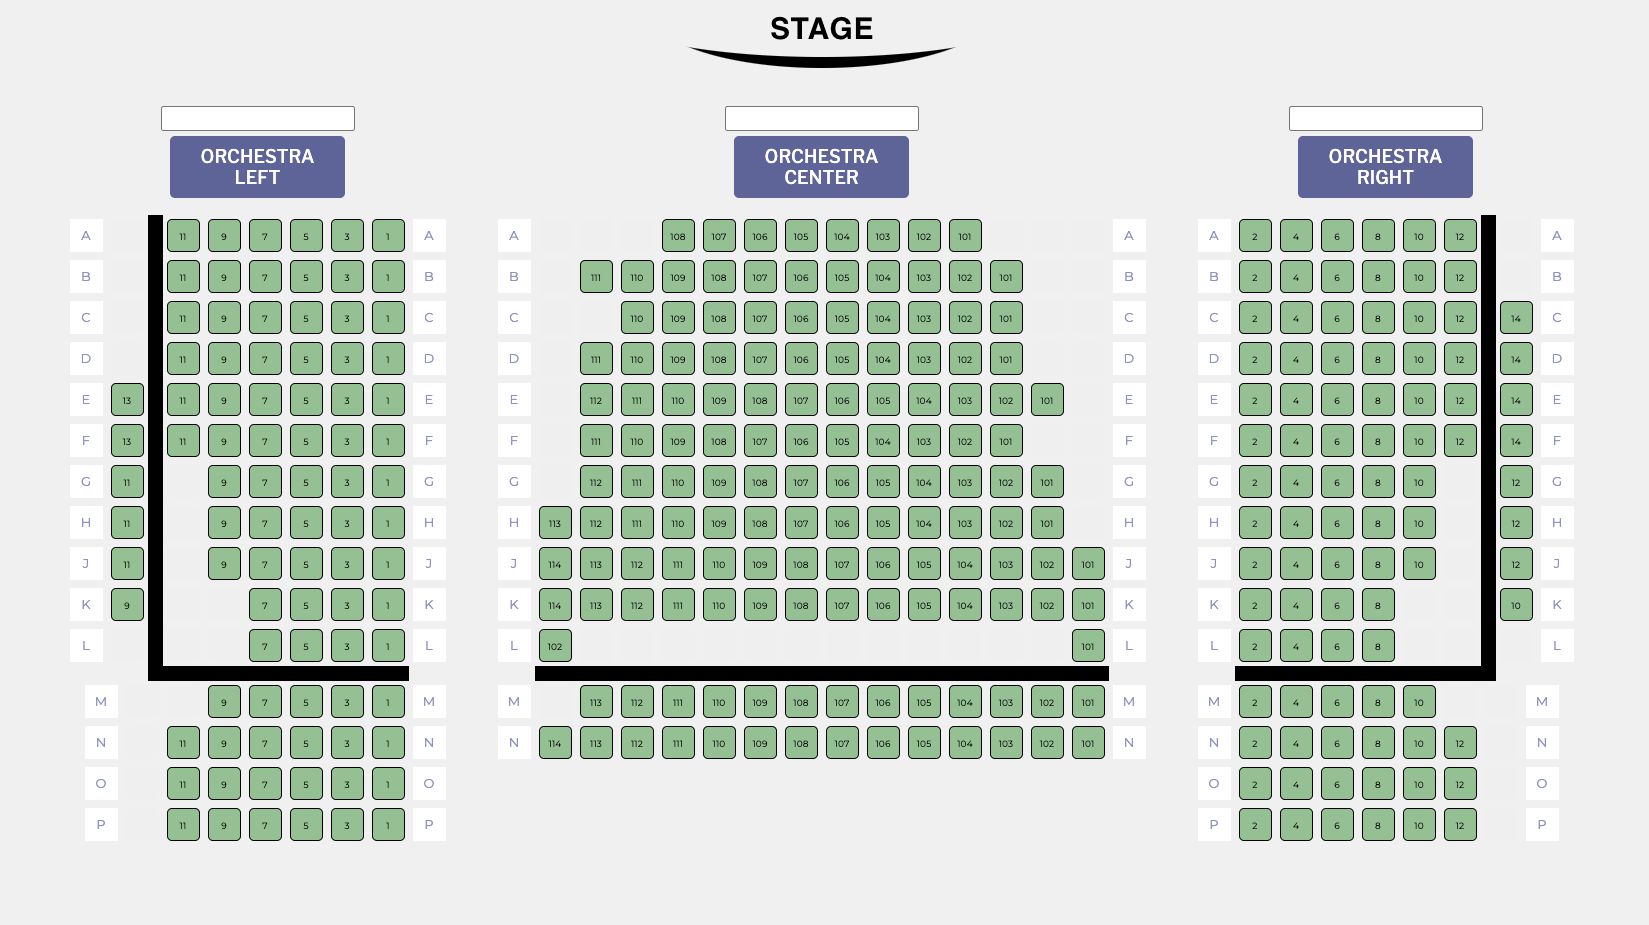 STAGE
ORCHESTRA
LEFT
ORCHESTRA
CENTER
ORCHESTRA
RIGHT
A 11 9 7 5 3 1 A A 108 107 106 105 104 103 102 101 A A 2 4 6 8 10 12 A
B 11 9 7 5 3 1 B B 111 110 109 108 107 106 105 104 103 102 101 B B 2 4 6 8 10 12 B
C 11 9 7 5 3 1 C C 110 109 108 107 106 105 104 103 102 101 C C 2 4 6 8 10 12 14 C
D 11 9 7 5 3 1 D D 111 110 109 108 107 106 105 104 103 102 101 D D 2 4 6 8 10 12 14 D
E 13 11 9 7 5 3 1 E E 112 111 110 109 108 107 106 105 104 103 102 101 E E 2 4 6 8 10 12 14 E
F 13 11 9 7 5 3 1 F F 111 110 109 108 107 106 105 104 103 102 101 F F 2 4 6 8 10 12 14 F
G 11 9 7 5 3 1 G G 112 111 110 109 108 107 106 105 104 103 102 101 G G 2 4 6 8 10 12 G
H 11 9 7 5 3 1 H H 113 112 111 110 109 108 107 106 105 104 103 102 101 H H 2 4 6 8 10 12 H
J 11 9 7 5 3 1 J J 114 113 112 111 110 109 108 107 106 105 104 103 102 101 J J 2 4 6 8 10 12 J
K 9 7 5 3 1 K K 114 113 112 111 110 109 108 107 106 105 104 103 102 101 K K 2 4 6 8 10 K
L 7 5 3 1 L L 102 101 L L 2 4 6 8 L
M 9 7 5 3 1 M M 113 112 111 110 109 108 107 106 105 104 103 102 101 M M 2 4 6 8 10 M
N 11 9 7 5 3 1 N N 114 113 112 111 110 109 108 107 106 105 104 103 102 101 N N 2 4 6 8 10 12 N
O 11 9 7 5 3 1 O O 2 4 6 8 10 12 O
P 11 9 7 5 3 1 P P 2 4 6 8 10 12 P